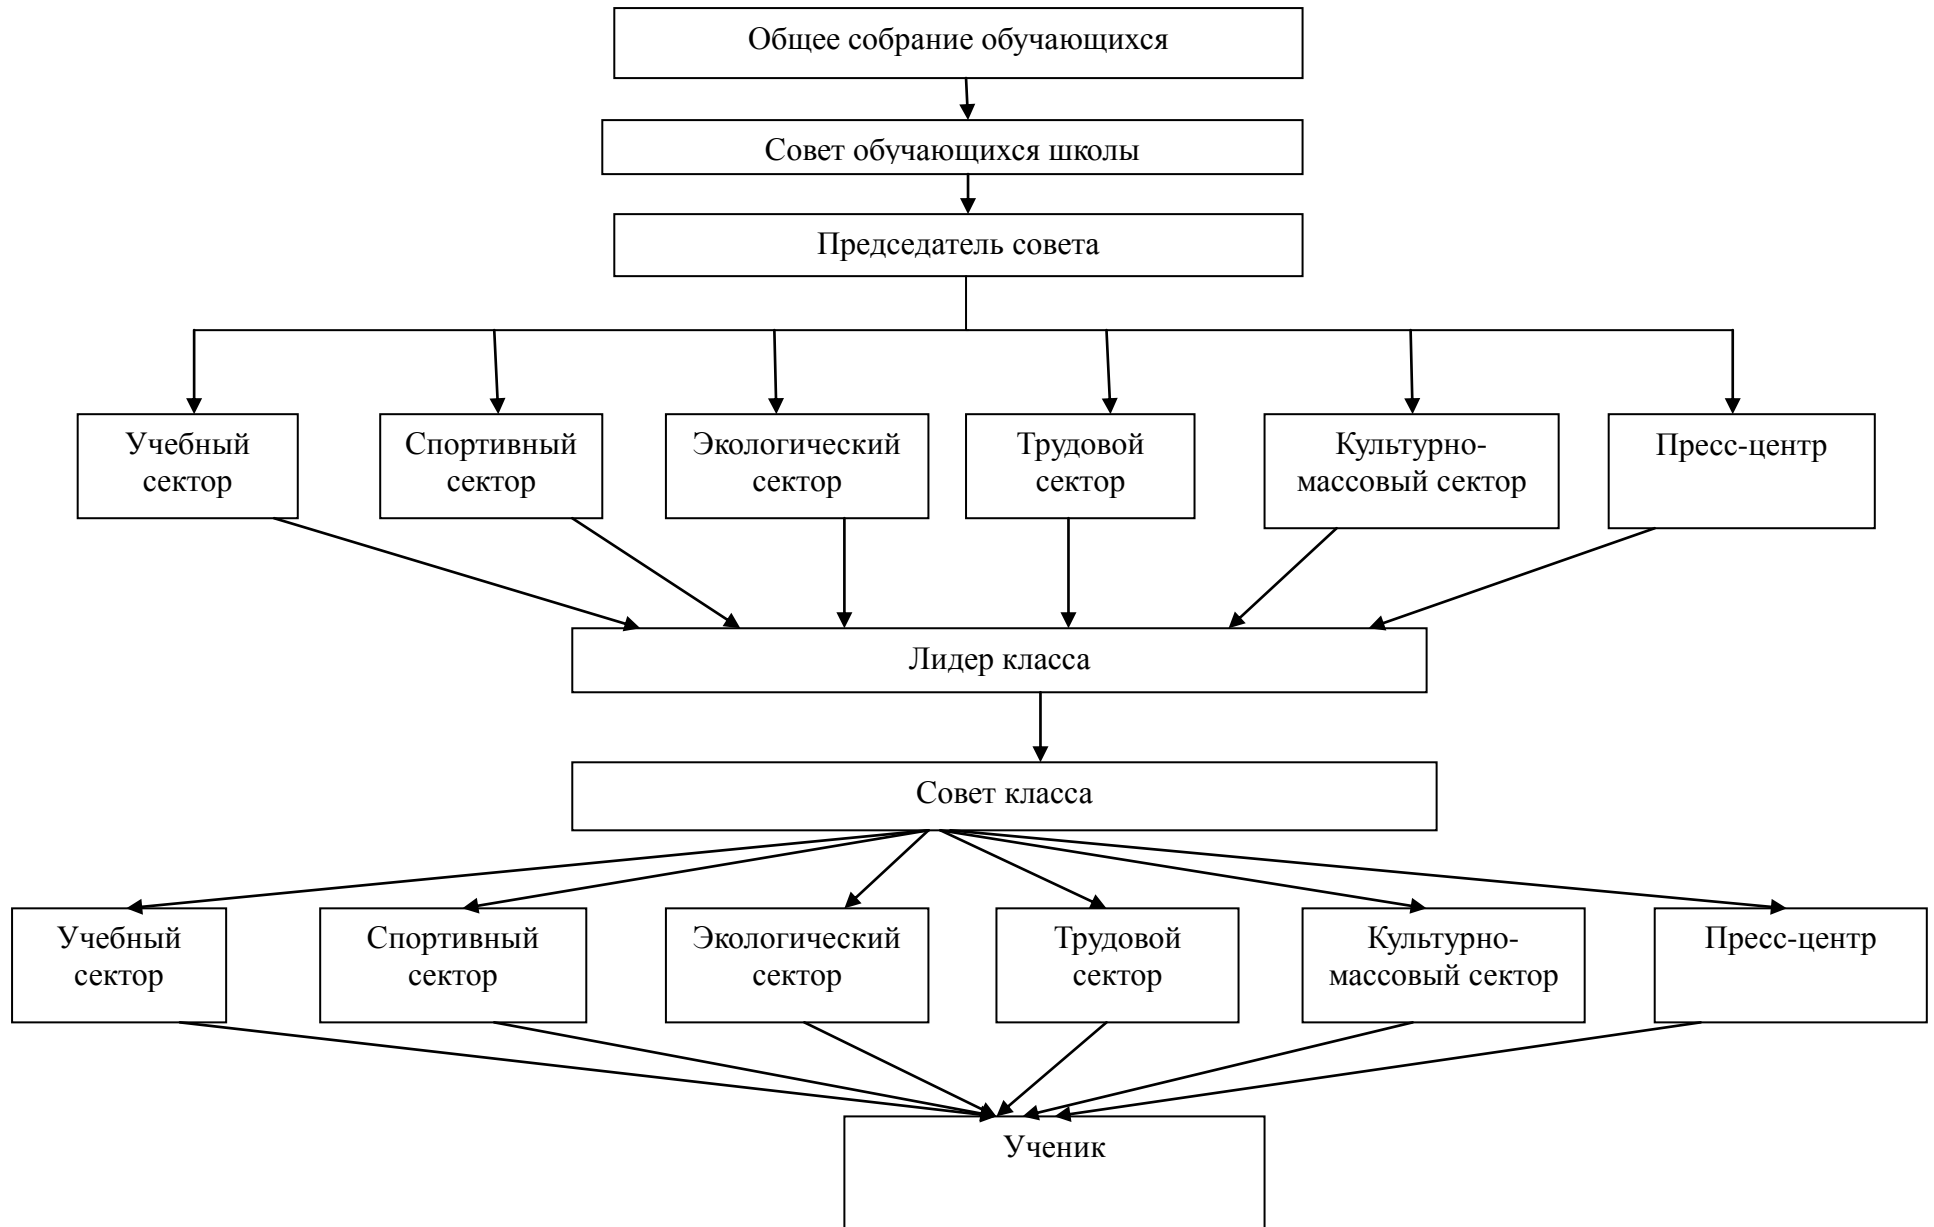 Общее собрание обучающихся
Совет обучающихся школы
Председатель совета
Учебный
сектор
Спортивный
сектор
Экологический
сектор
Трудовой
сектор
Культурно-
массовый сектор
Пресс-центр
Лидер класса
Совет класса
Учебный
сектор
Спортивный
сектор
Экологический
сектор
Трудовой
сектор
Культурно-
массовый сектор
Пресс-центр
Ученик